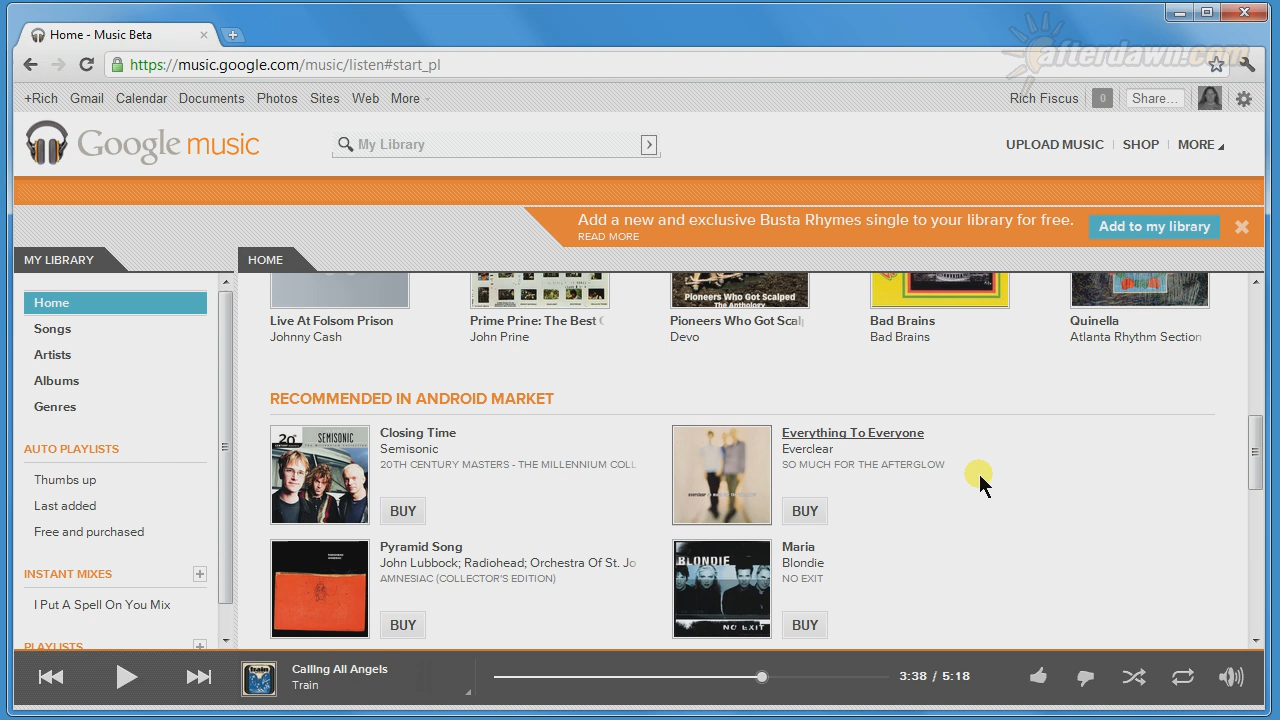 Home - Music Beta
afterdawn.com
https://music.google.com/music/listen#start_pl
+Rich Gmail Calendar Documents Photos Sites Web More
Rich Fiscus 0 Share...
Google music
My Library
UPLOAD MUSIC SHOP MORE
Add a new and exclusive Busta Rhymes single to your library for free.
READ MORE
Add to my library
MY LIBRARY
HOME
Home
Songs
Artists
Albums
Genres
AUTO PLAYLISTS
Thumbs up
Last added
Free and purchased
INSTANT MIXES
I Put A Spell On You Mix
PLAYLISTS
Pioneers Who Got Scalped
The Anthology
Live At Folsom Prison
Johnny Cash
Prime Prine: The Best
John Prine
Pioneers Who Got Scal
Devo
Bad Brains
Bad Brains
Quinella
Atlanta Rhythm Section
RECOMMENDED IN ANDROID MARKET
20th
SEMISONIC
Closing Time
Semisonic
20TH CENTURY MASTERS - THE MILLENNIUM COLL
BUY
Everything To Everyone
Everclear
SO MUCH FOR THE AFTERGLOW
BUY
Pyramid Song
John Lubbock; Radiohead; Orchestra Of St. Jo
AMNESIAC (COLLECTOR'S EDITION)
BUY
BLONDIE
NO EXIT
Maria
Blondie
NO EXIT
BUY
train
Calling All Angels
Train
3:38 / 5:18